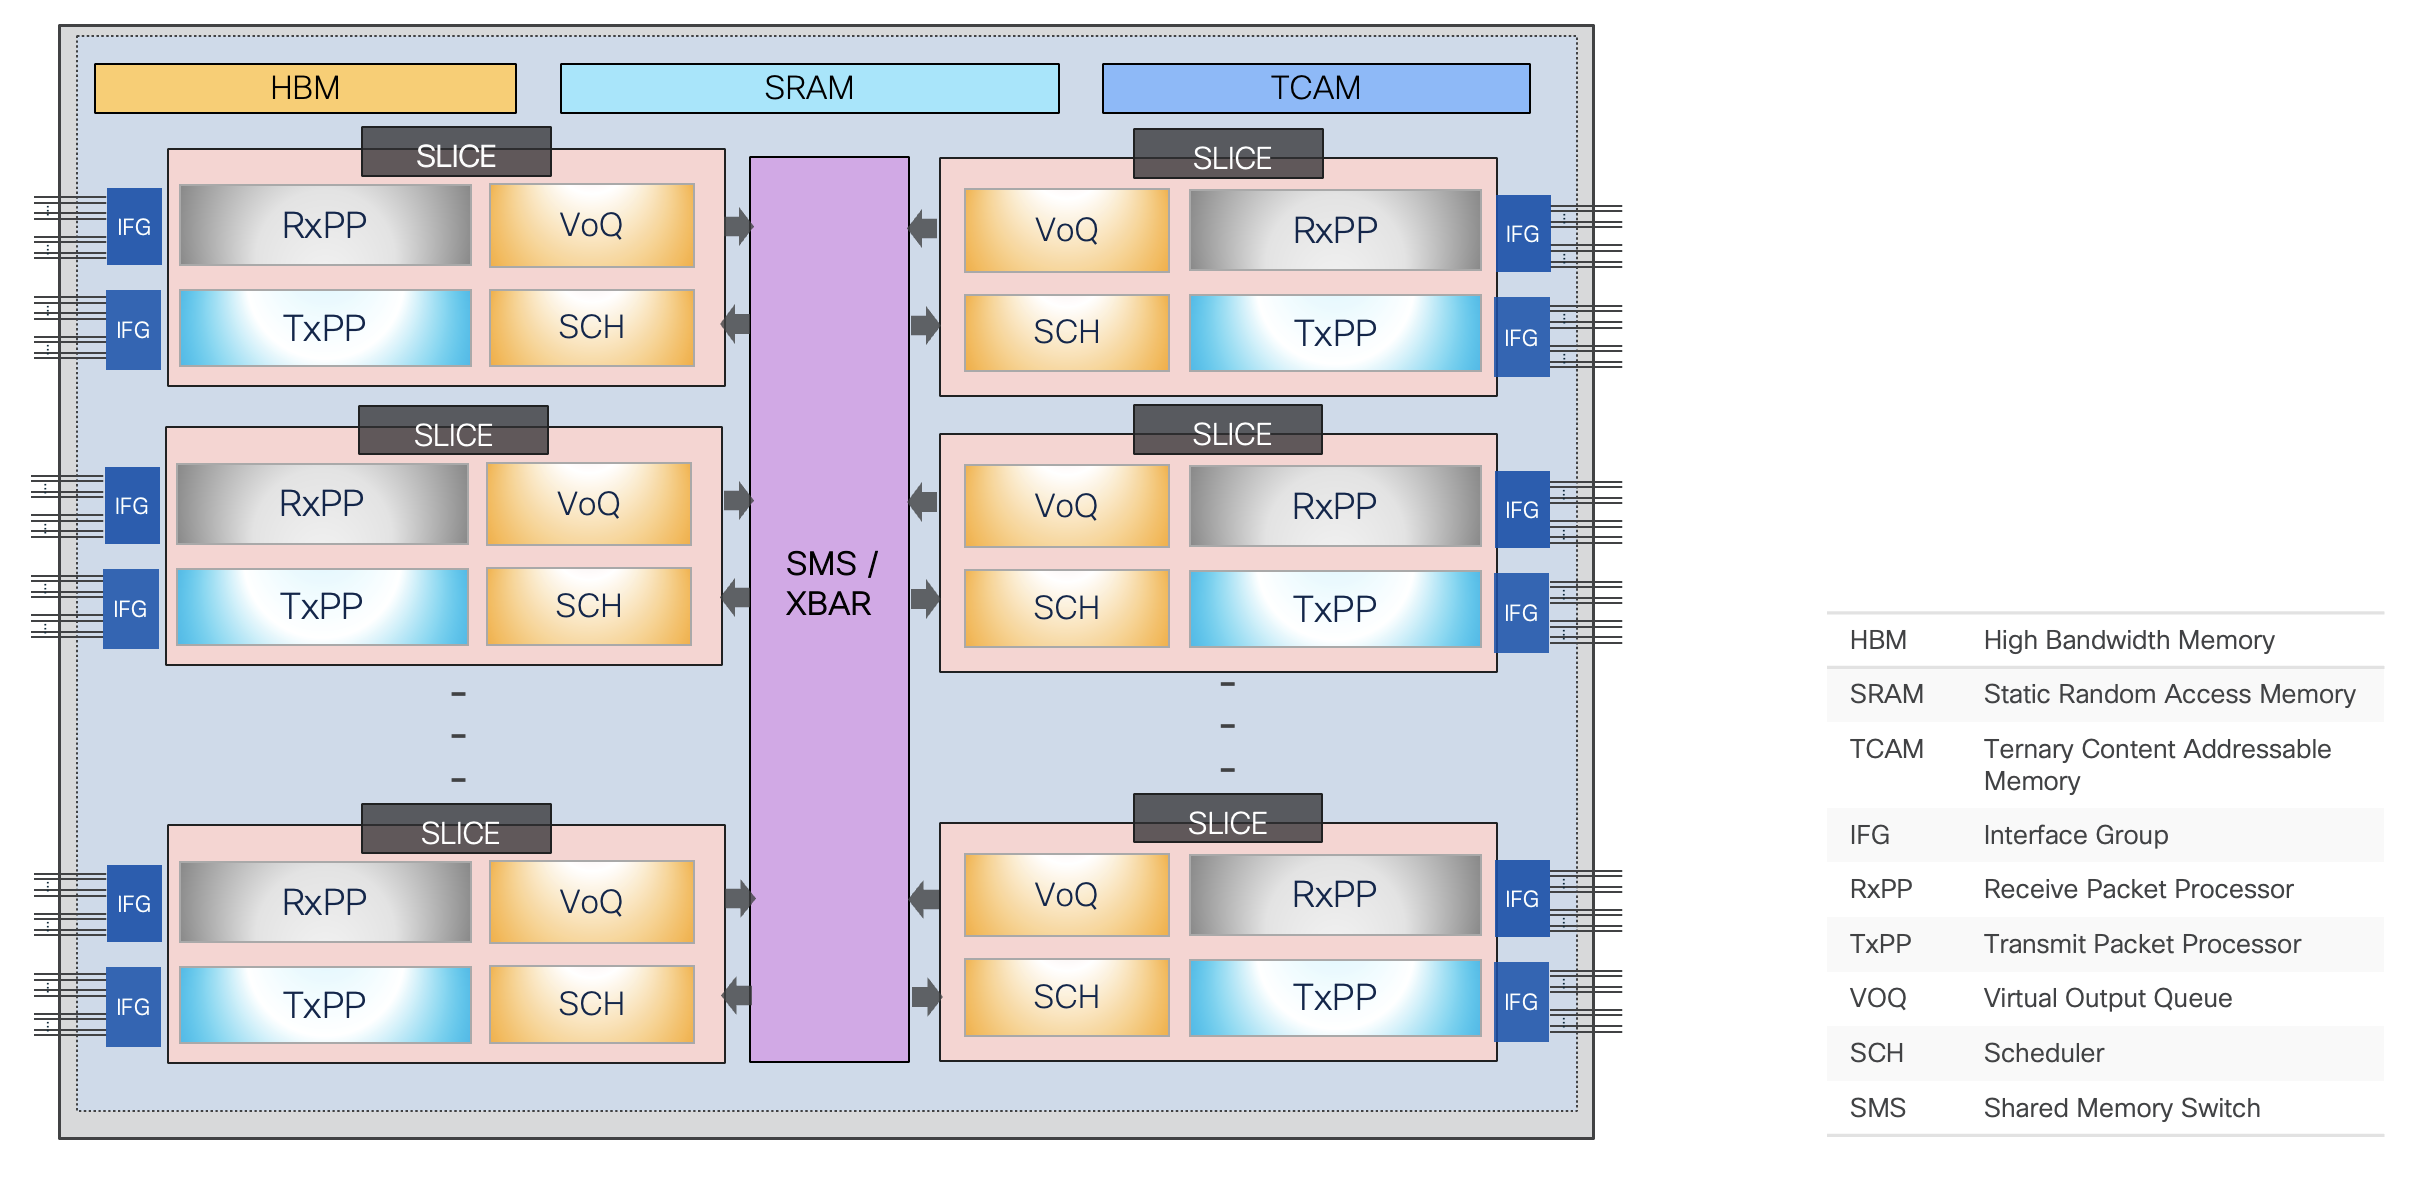 HBM
SRAM
TCAM
SLICE
IFG
RxPP
VoQ
IFG
TxPP
SCH
SLICE
VoQ
RxPP
IFG
SCH
TxPP
IFG
SLICE
IFG
RxPP
VoQ
IFG
TxPP
SCH
SMS /
XBAR
SLICE
VoQ
RxPP
IFG
SCH
TxPP
IFG
SLICE
IFG
RxPP
VoQ
IFG
TxPP
SCH
SLICE
VoQ
RxPP
IFG
SCH
TxPP
IFG
HBM High Bandwidth Memory
SRAM Static Random Access Memory
TCAM Ternary Content Addressable
Memory
IFG Interface Group
RxPP Receive Packet Processor
TxPP Transmit Packet Processor
VOQ Virtual Output Queue
SCH Scheduler
SMS Shared Memory Switch